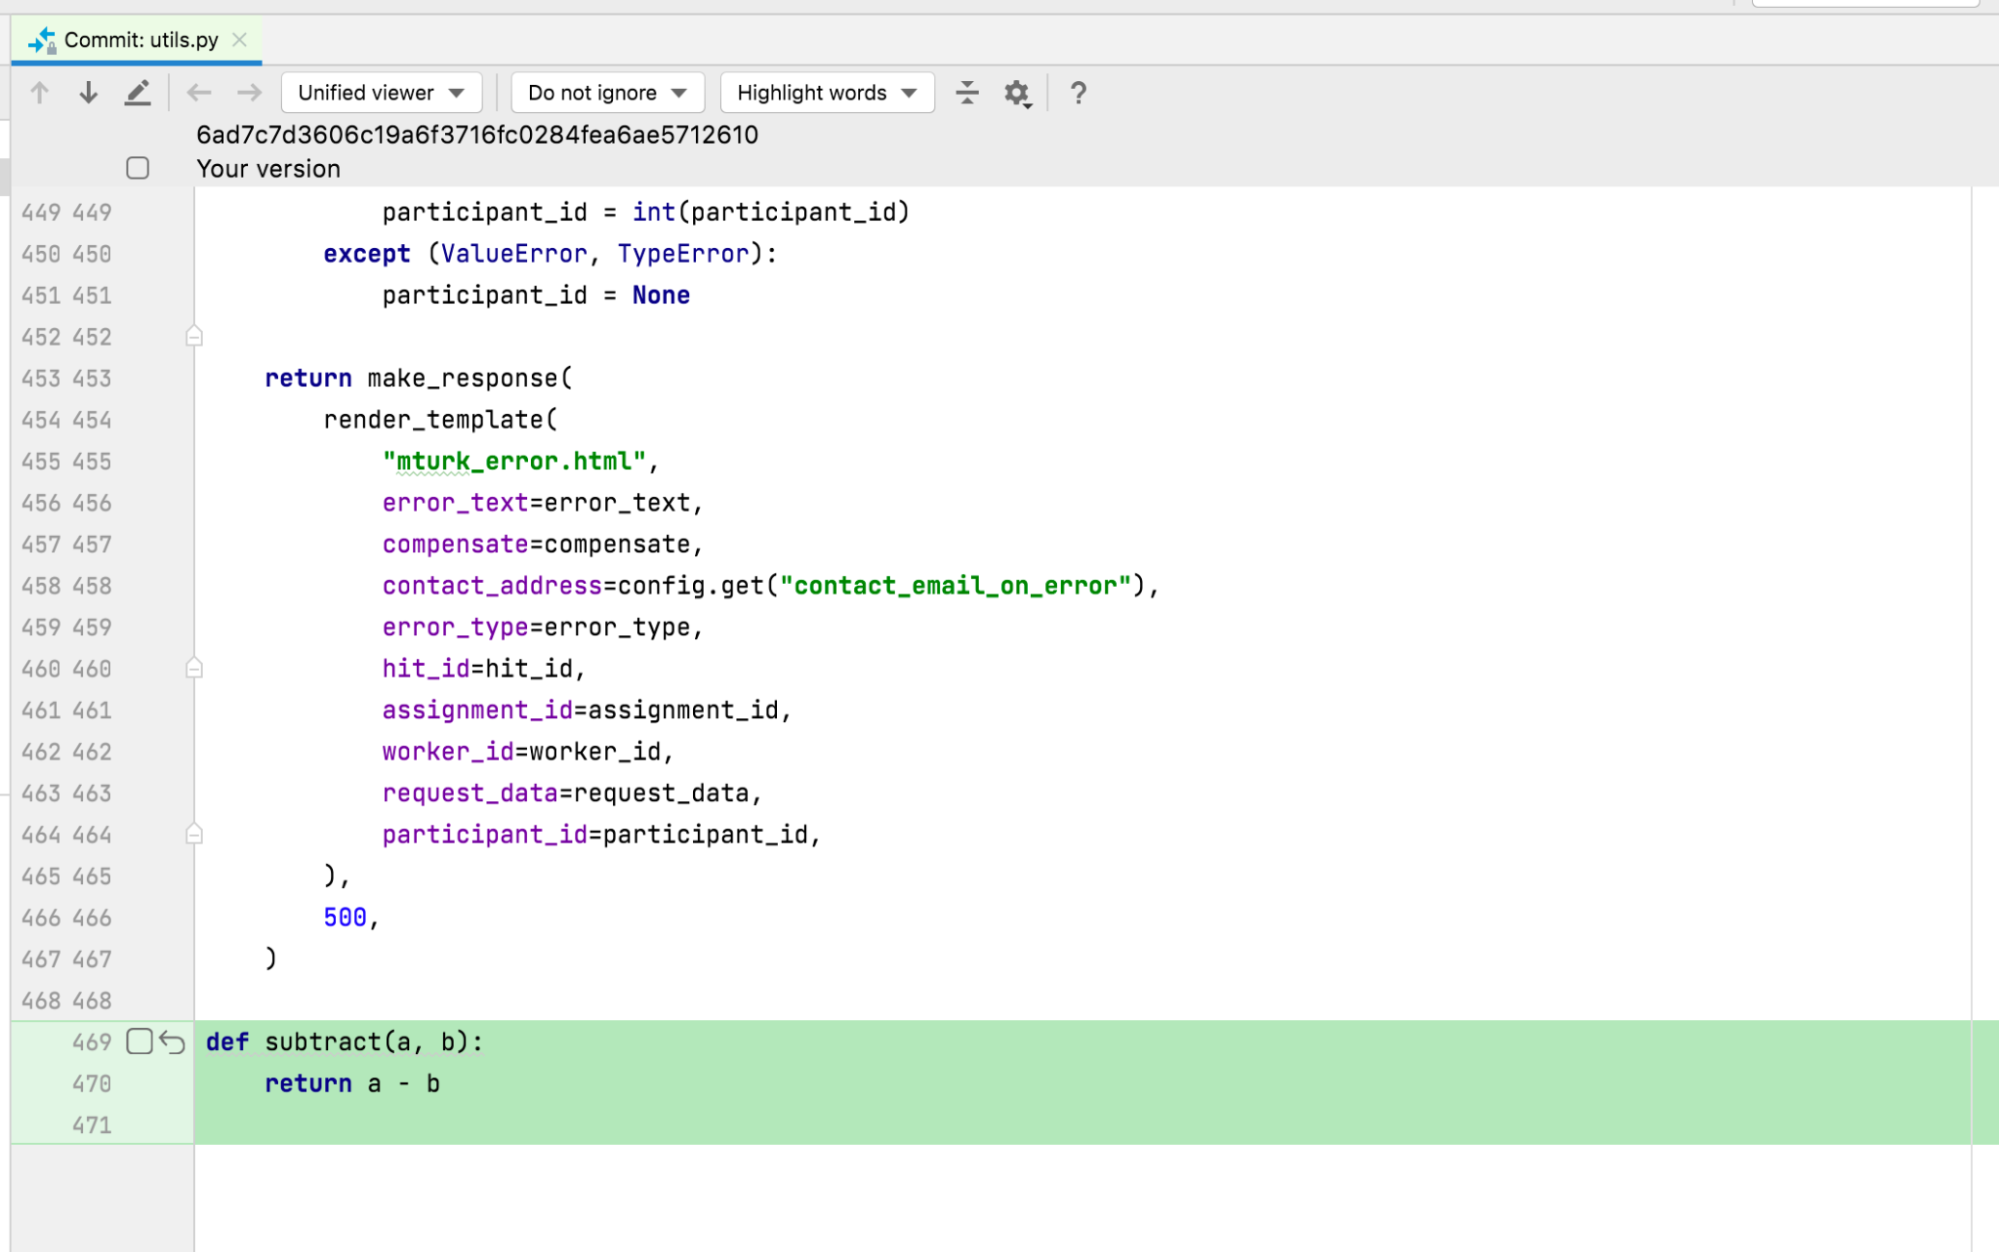 Commit: utils.py
Unified viewer Do not ignore Highlight words ?
6ad7c7d3606c19a6f3716fc0284fea6ae5712610
Your version
449 449 participant_id = int(participant_id)
450 450 except (ValueError, TypeError):
451 451 participant_id = None
452 452
453 453 return make_response(
454 454 render_template(
455 455 "mturk_error.html",
456 456 error_text=error_text,
457 457 compensate=compensate,
458 458 contact_address=config.get("contact_email_on_error"),
459 459 error_type=error_type,
460 460 hit_id=hit_id,
461 461 assignment_id=assignment_id,
462 462 worker_id=worker_id,
463 463 request_data=request_data,
464 464 participant_id=participant_id,
465 465 ),
466 466 500,
467 467 )
468 468
469 def subtract(a, b):
470 return a - b
471